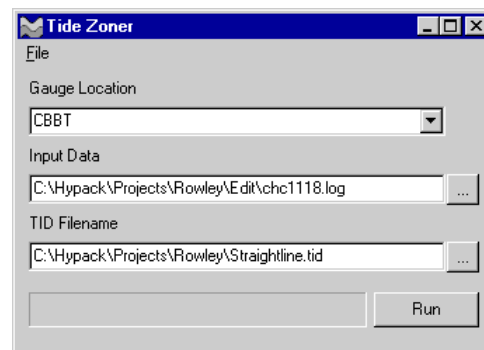 Tide Zoner
File
Gauge Location
CBBT
Input Data
C:\Hypack\Projects\Rowley\Edit\chc1118.log
...
TID Filename
C:\Hypack\Projects\Rowley\Straightline.tid
...
Run